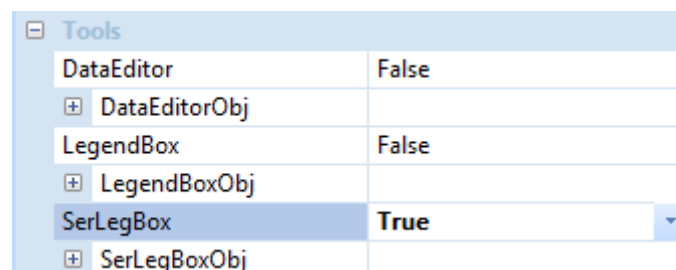 Tools
DataEditor False
DataEditorObj
LegendBox False
LegendBoxObj
SerLegBox True
SerLegBoxObj